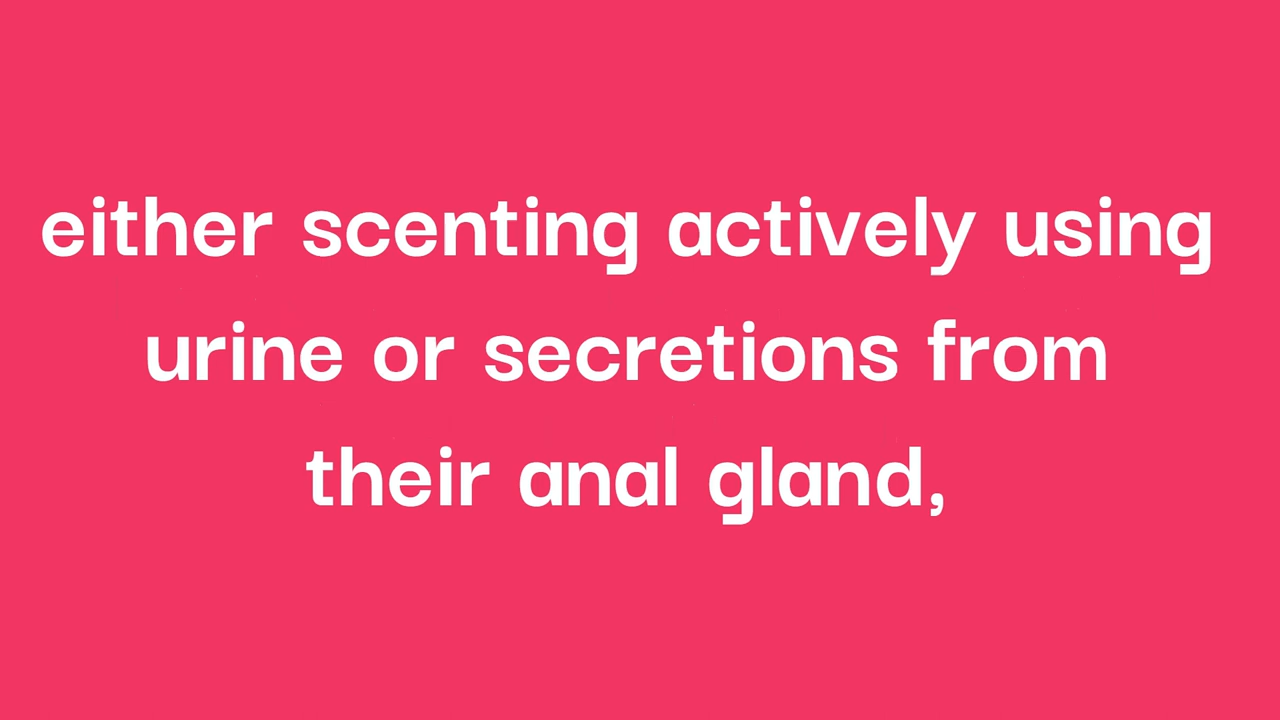 either scenting actively using
urine or secretions from
their anal gland,